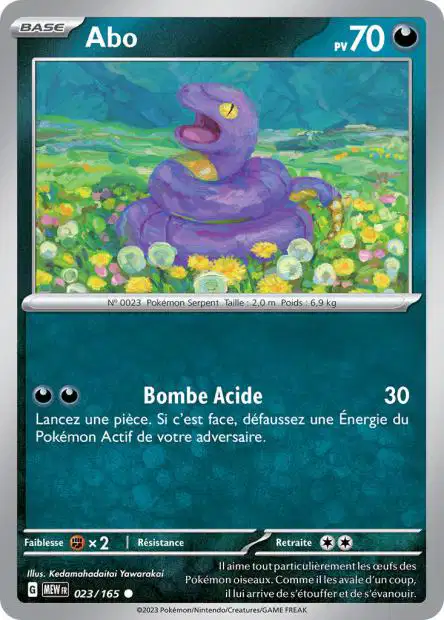 BASE
Abo
PV 70
N° 0023 Pokémon Serpent Taille : 2,0 m Poids : 6,9 kg
Bombe Acide 30
Lancez une pièce. Si c'est face, défaussez une Énergie du
Pokémon Actif de votre adversaire.
Faiblesse ×2 Résistance Retraite
Illus. Kedamahadaitai Yawarakai
G MEW FR 023/165
Il aime tout particulièrement les œufs des
Pokémon oiseaux. Comme il les avale d'un coup,
il lui arrive de s'étouffer et de s'évanouir.
©2023 Pokémon/Nintendo/Creatures/GAME FREAK